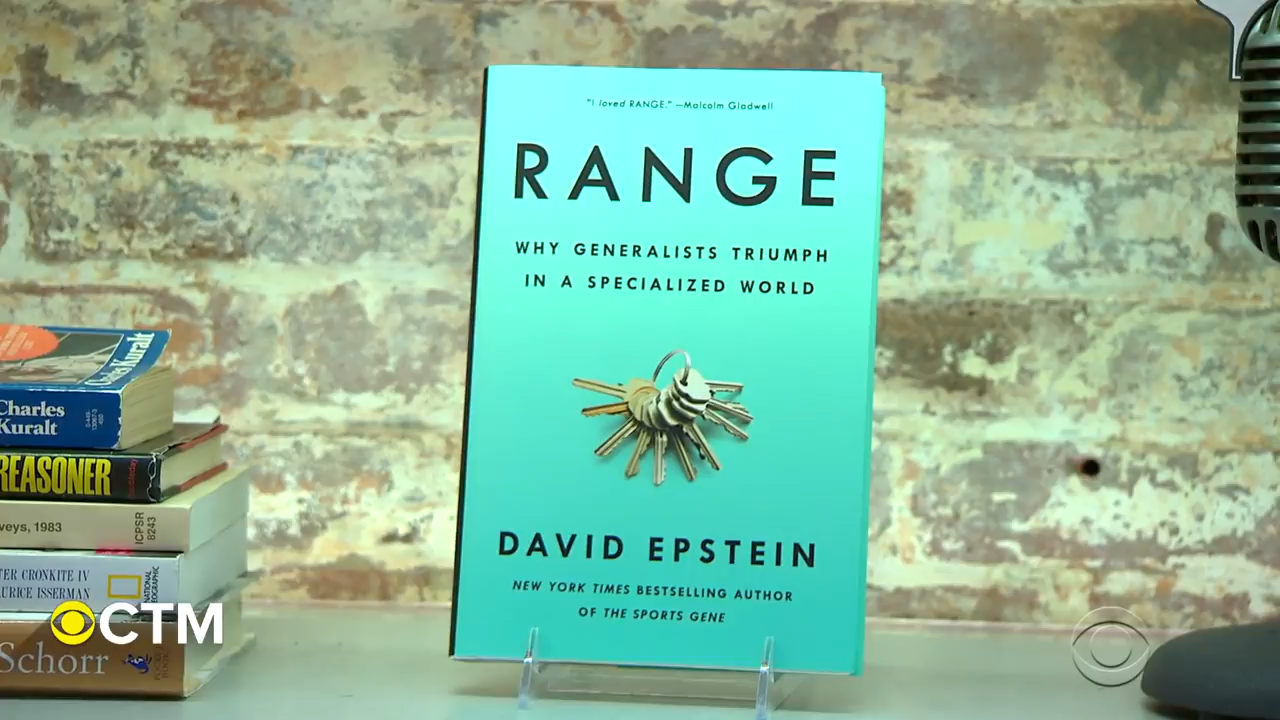 "I loved RANGE." —Malcolm Gladwell
RANGE
WHY GENERALISTS TRIUMPH
IN A SPECIALIZED WORLD
DAVID EPSTEIN
NEW YORK TIMES BESTSELLING AUTHOR
OF THE SPORTS GENE
Charles Kuralt
Charles
Kuralt
REASONER
veys, 1983
ICPSR
8243
TER CRONKITE IV
URICE ISSERMAN
NATIONAL
GEOGRAPHIC
Schorr
CTM